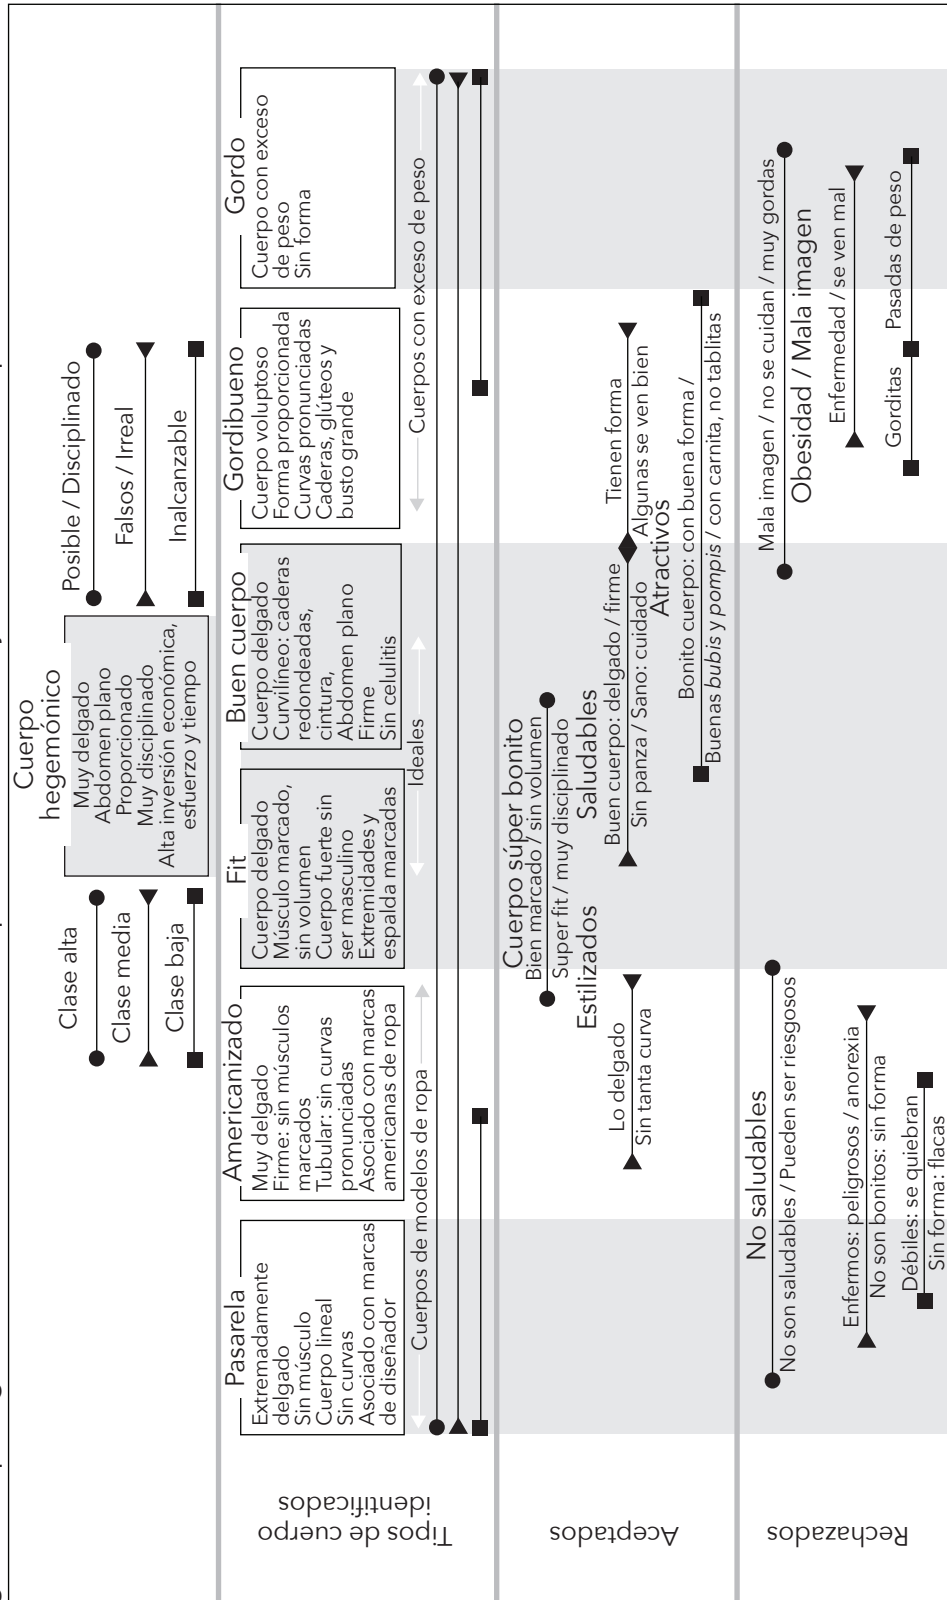 Cuerpo
hegemónico
Muy delgado
Abdomen plano
Proporcionado
Muy disciplinado
Alta inversión económica,
esfuerzo y tiempo
Clase alta
Clase media
Clase baja
Posible / Disciplinado
Falsos / Irreal
Inalcanzable
Tipos de cuerpo
identificados
Pasarela
Extremadamente
delgado
Sin músculo
Cuerpo lineal
Sin curvas
Asociado con marcas
de diseñador
Americanizado
Muy delgado
Firme: sin músculos
marcados
Tubular: sin curvas
pronunciadas
Asociado con marcas
americanas de ropa
Fit
Cuerpo delgado
Músculo marcado,
sin volumen
Cuerpo fuerte sin
ser masculino
Extremidades y
espalda marcadas
Buen cuerpo
Cuerpo delgado
Curvilíneo: caderas
redondeadas,
cintura,
Abdomen plano
Firme
Sin celulitis
Gordibueno
Cuerpo voluptoso
Forma proporcionada
Curvas pronunciadas
Caderas, glúteos y
busto grande
Gordo
Cuerpo con exceso
de peso
Sin forma
Cuerpos de modelos de ropa
Ideales
Cuerpos con exceso de peso
Aceptados
Cuerpo súper bonito
Bien marcado / sin volumen
Super fit / muy disciplinado
Estilizados
Saludables
Atractivos
Lo delgado
Sin tanta curva
Buen cuerpo: delgado / firme
Sin panza / Sano: cuidado
Tienen forma
Algunas se ven bien
Bonito cuerpo: con buena forma /
Buenas bubis y pompis / con carnita, no tablitas
Rechazados
No saludables
No son saludables / Pueden ser riesgosos
Enfermos: peligrosos / anorexia
No son bonitos: sin forma
Débiles: se quiebran
Sin forma: flacas
Mala imagen / no se cuidan / muy gordas
Obesidad / Mala imagen
Enfermedad / se ven mal
Gorditas
Pasadas de peso